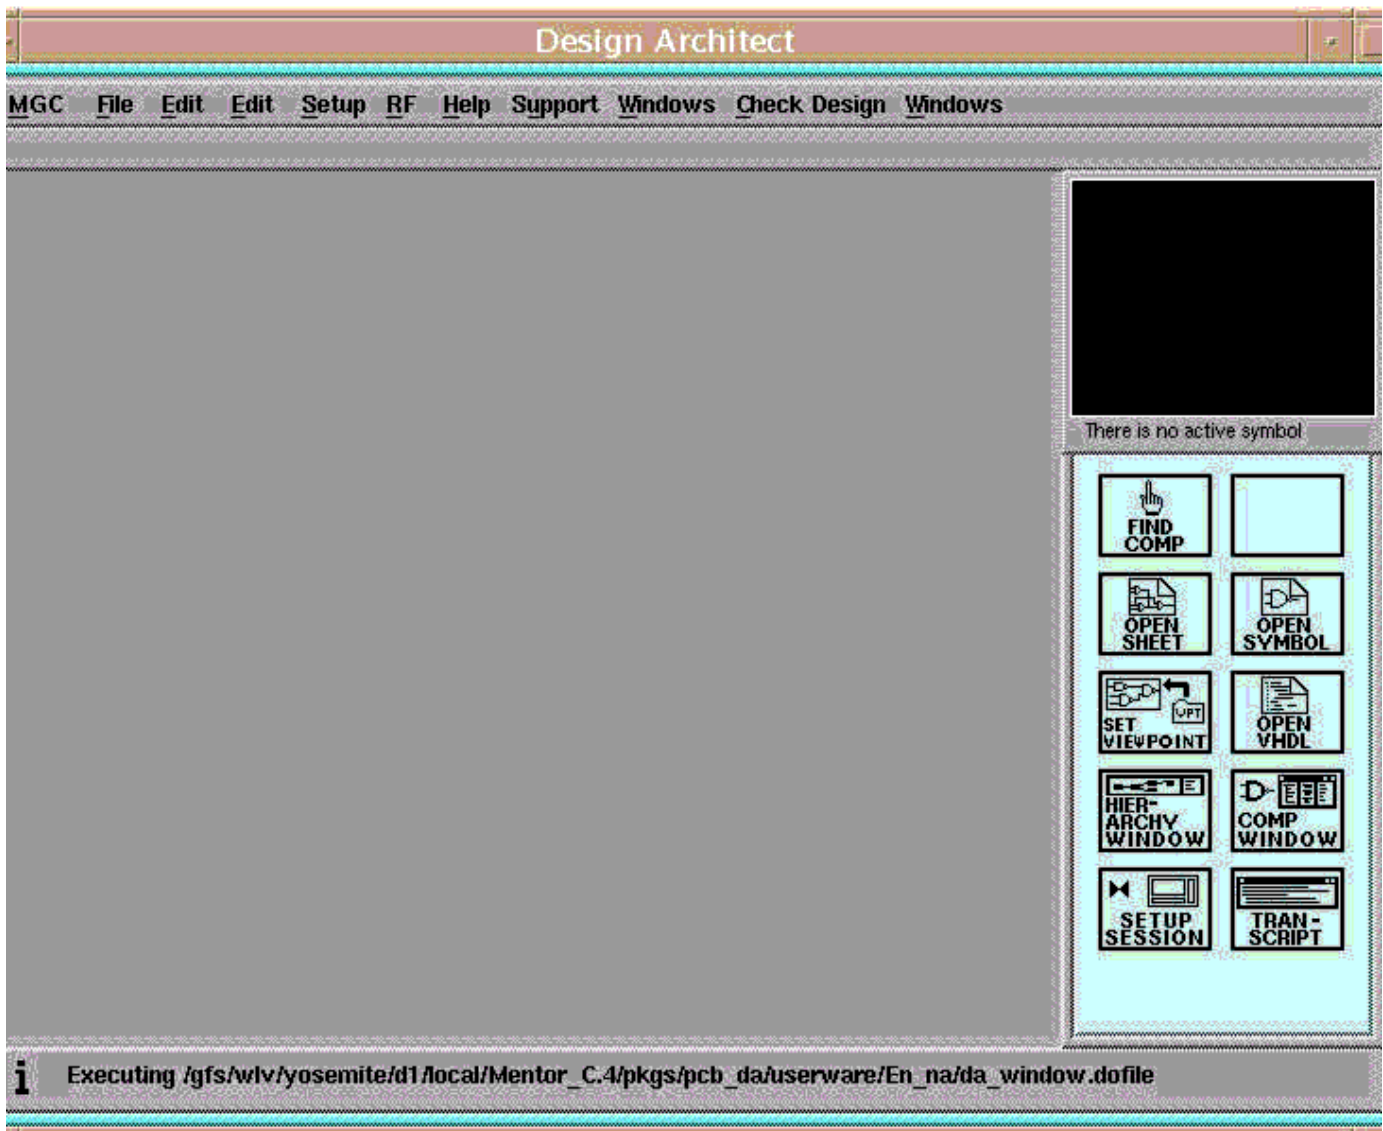 Design Architect
MGC File Edit Edit Setup RF Help Support Windows Check Design Windows
There is no active symbol
FIND
COMP
OPEN
SHEET
OPEN
SYMBOL
VPT
SET
VIEWPOINT
OPEN
VHDL
HIER-
ARCHY
WINDOW
COMP
WINDOW
SETUP
SESSION
TRAN-
SCRIPT
i Executing /gfs/wlv/yosemite/d1/local/Mentor_C.4/pkgs/pcb_da/userware/En_na/da_window.dofile